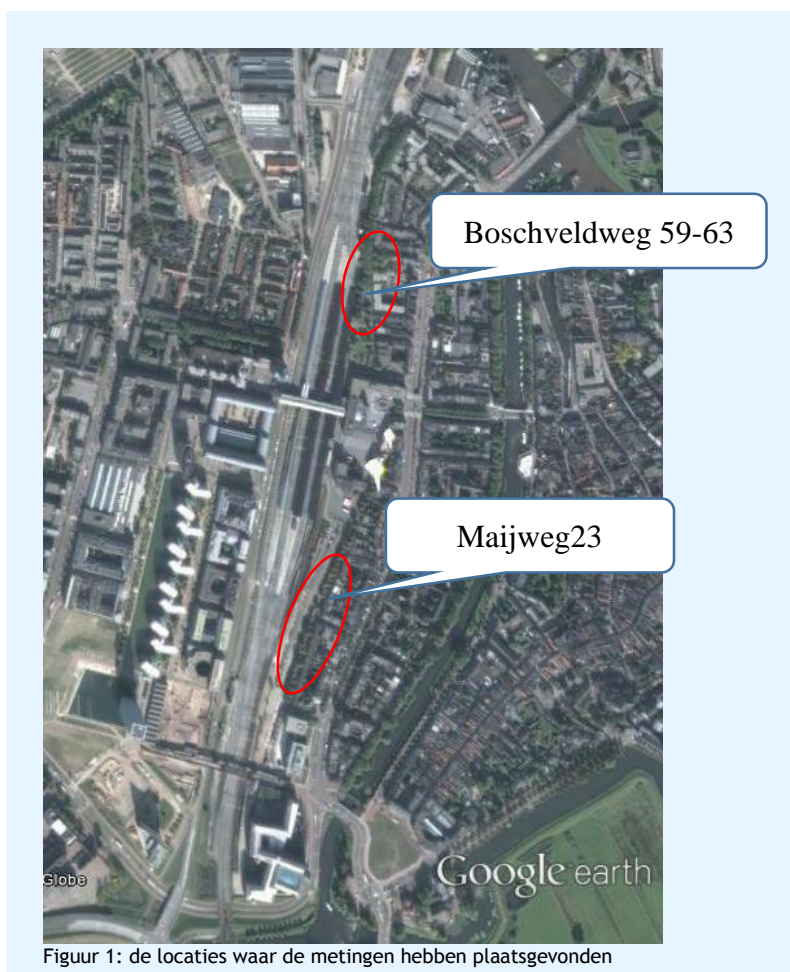 Boschveldweg 59-63
Maijweg23
Globe
Google earth
Figuur 1: de locaties waar de metingen hebben plaatsgevonden